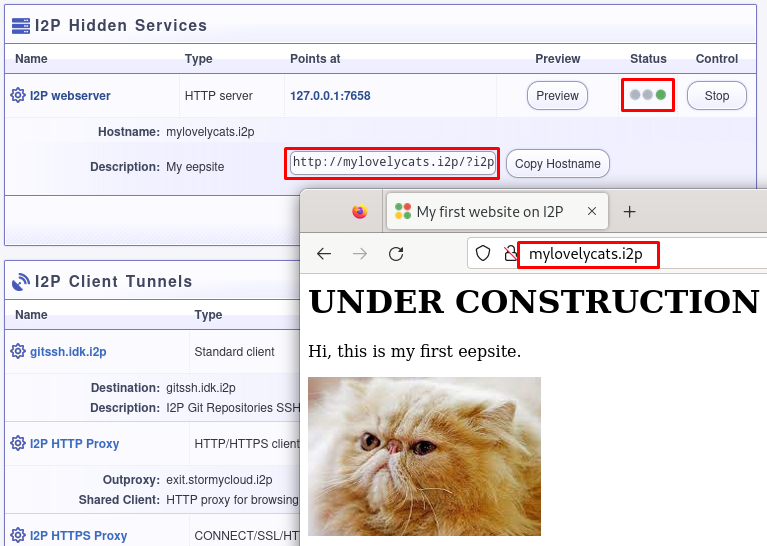 I2P Hidden Services
Name Type Points at Preview Status Control
I2P webserver HTTP server 127.0.0.1:7658 Preview Stop
Hostname: mylovelycats.i2p
Description: My eepsite http://mylovelycats.i2p/?i2p Copy Hostname
My first website on I2P
mylovelycats.i2p
UNDER CONSTRUCTION
Hi, this is my first eepsite.
I2P Client Tunnels
Name Type
gitssh.idk.i2p Standard client
Destination: gitssh.idk.i2p
Description: I2P Git Repositories SSH
I2P HTTP Proxy HTTP/HTTPS client
Outproxy: exit.stormycloud.i2p
Shared Client: HTTP proxy for browsing
I2P HTTPS Proxy CONNECT/SSL/HT